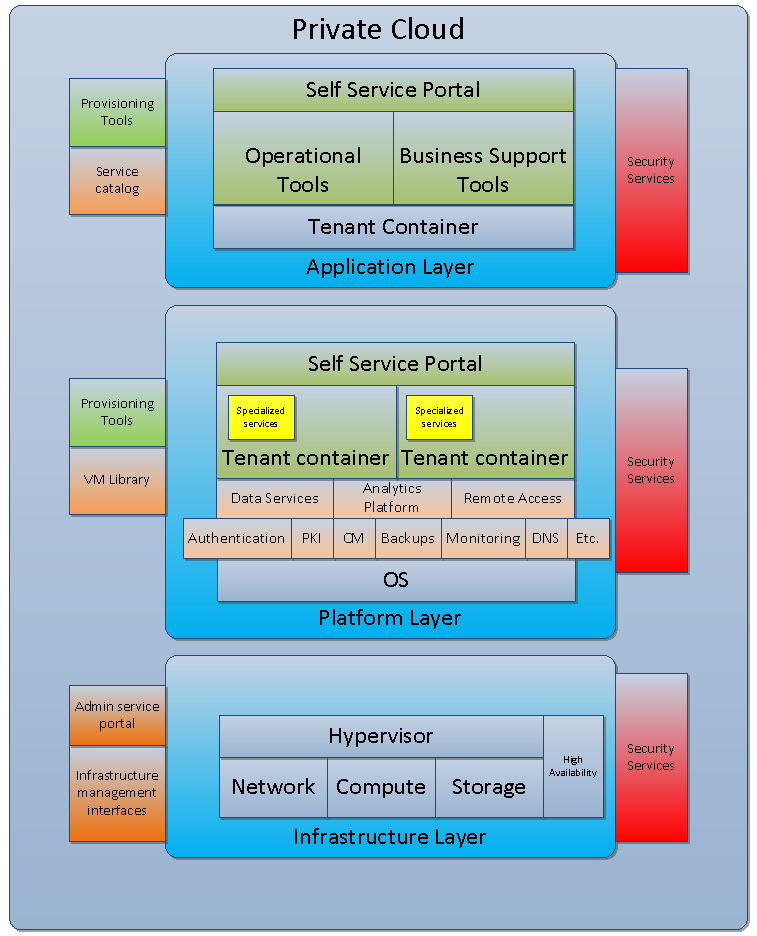 Private Cloud
Provisioning
Tools
Service
catalog
Self Service Portal
Operational
Tools
Business Support
Tools
Tenant Container
Application Layer
Security
Services
Provisioning
Tools
VM Library
Self Service Portal
Specialized
services
Tenant container
Specialized
services
Tenant container
Data Services
Analytics
Platform
Remote Access
Authentication
PKI
CM
Backups
Monitoring
DNS
Etc.
OS
Platform Layer
Security
Services
Admin service
portal
Infrastructure
management
interfaces
Hypervisor
Network
Compute
Storage
High
Availability
Infrastructure Layer
Security
Services